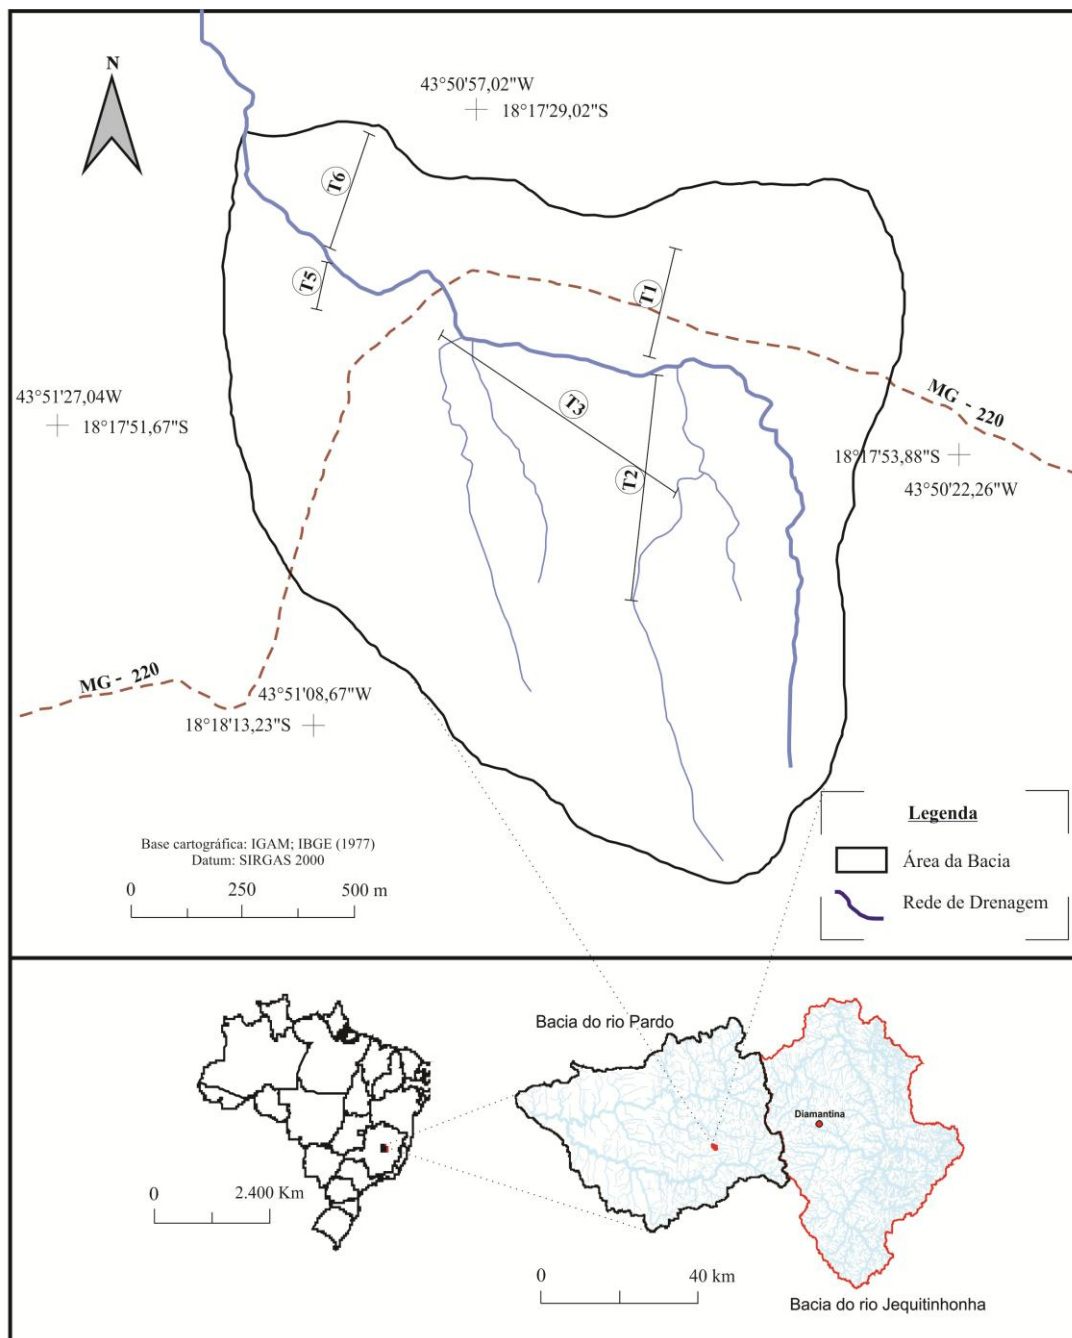 N
43°50'57,02"W
18°17'29,02"S
T6
T5
T1
43°51'27,04W
18°17'51,67"S
T3
MG - 220
18°17'53,88"S
43°50'22,26"W
T2
MG - 220
43°51'08,67"W
18°18'13,23"S
Base cartográfica: IGAM; IBGE (1977)
Datum: SIRGAS 2000
0 250 500 m
Legenda
Área da Bacia
Rede de Drenagem
Bacia do rio Pardo
Diamantina
0 2.400 Km
0 40 km
Bacia do rio Jequitinhonha